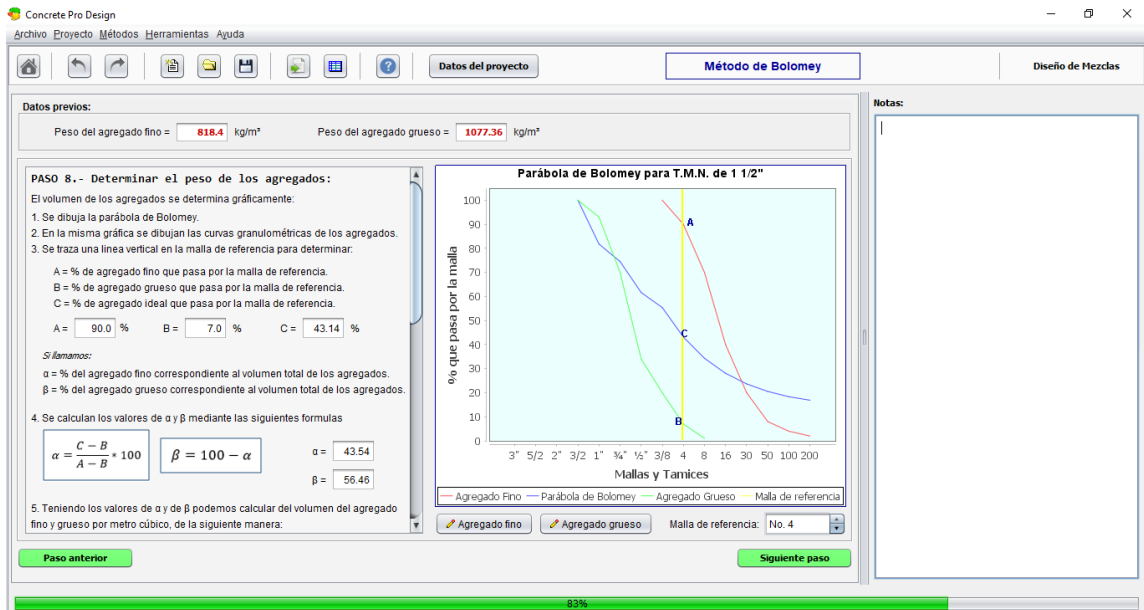 Concrete Pro Design
Archivo Proyecto Métodos Herramientas Ayuda
Datos del proyecto
Método de Bolomey
Diseño de Mezclas
Datos previos:
Peso del agregado fino = 818.4 kg/m³ Peso del agregado grueso = 1077.36 kg/m³
PASO 8.- Determinar el peso de los agregados:
El volumen de los agregados se determina gráficamente:
1. Se dibuja la parábola de Bolomey.
2. En la misma gráfica se dibujan las curvas granulométricas de los agregados.
3. Se traza una linea vertical en la malla de referencia para determinar:
A = % de agregado fino que pasa por la malla de referencia.
B = % de agregado grueso que pasa por la malla de referencia.
C = % de agregado ideal que pasa por la malla de referencia.
A = 90.0 % B = 7.0 % C = 43.14 %
Si llamamos:
α = % del agregado fino correspondiente al volumen total de los agregados.
β = % del agregado grueso correspondiente al volumen total de los agregados.
4. Se calculan los valores de α y β mediante las siguientes formulas
α = (C − B)/(A − B) * 100
β = 100 − α
α = 43.54
β = 56.46
5. Teniendo los valores de α y de β podemos calcular del volumen del agregado
fino y grueso por metro cúbico, de la siguiente manera:
Parábola de Bolomey para T.M.N. de 1 1/2"
% que pasa por la malla
100
90
80
70
60
50
40
30
20
10
0
A
C
B
3" 5/2 2" 3/2 1" ¾" ½" 3/8 4 8 16 30 50 100 200
Mallas y Tamices
Agregado Fino Parábola de Bolomey Agregado Grueso Malla de referencia
Agregado fino
Agregado grueso
Malla de referencia: No. 4
Paso anterior
Siguiente paso
Notas:
83%